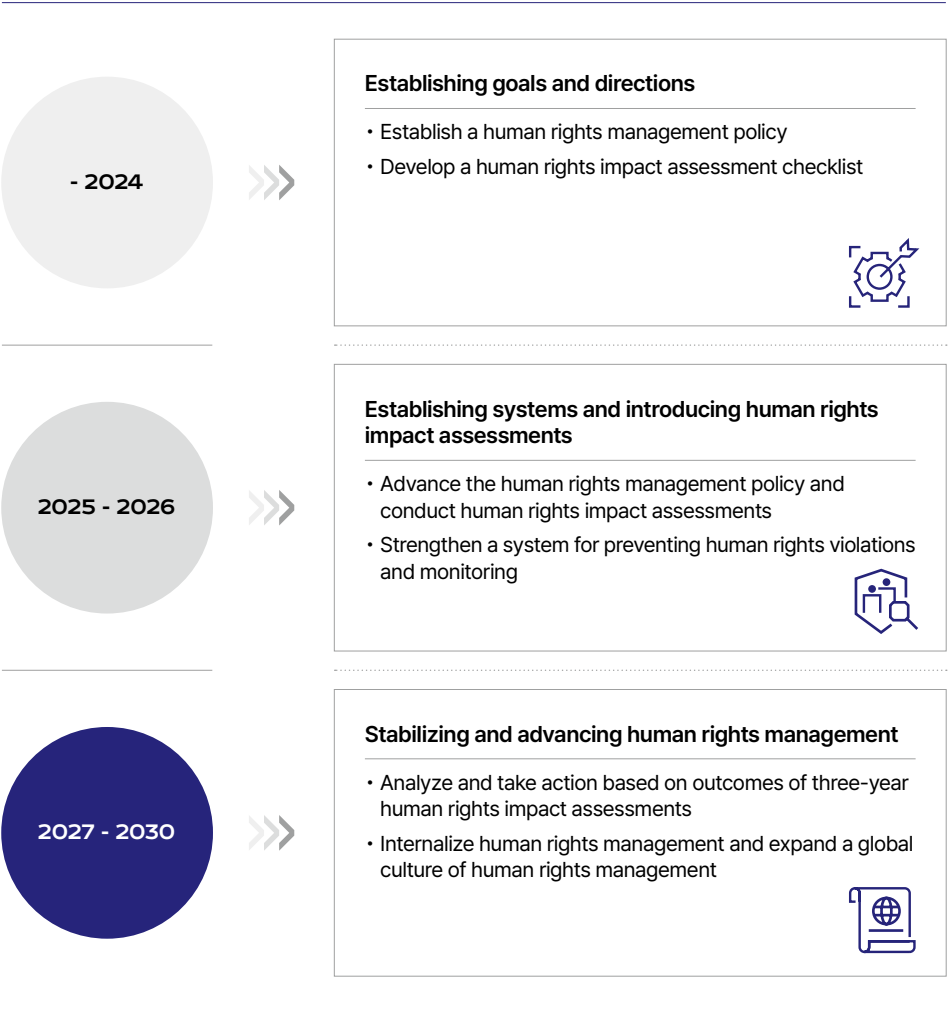 - 2024
Establishing goals and directions
・Establish a human rights management policy
・Develop a human rights impact assessment checklist
2025 - 2026
Establishing systems and introducing human rights
impact assessments
・Advance the human rights management policy and
conduct human rights impact assessments
・Strengthen a system for preventing human rights violations
and monitoring
2027 - 2030
Stabilizing and advancing human rights management
・Analyze and take action based on outcomes of three-year
human rights impact assessments
・Internalize human rights management and expand a global
culture of human rights management